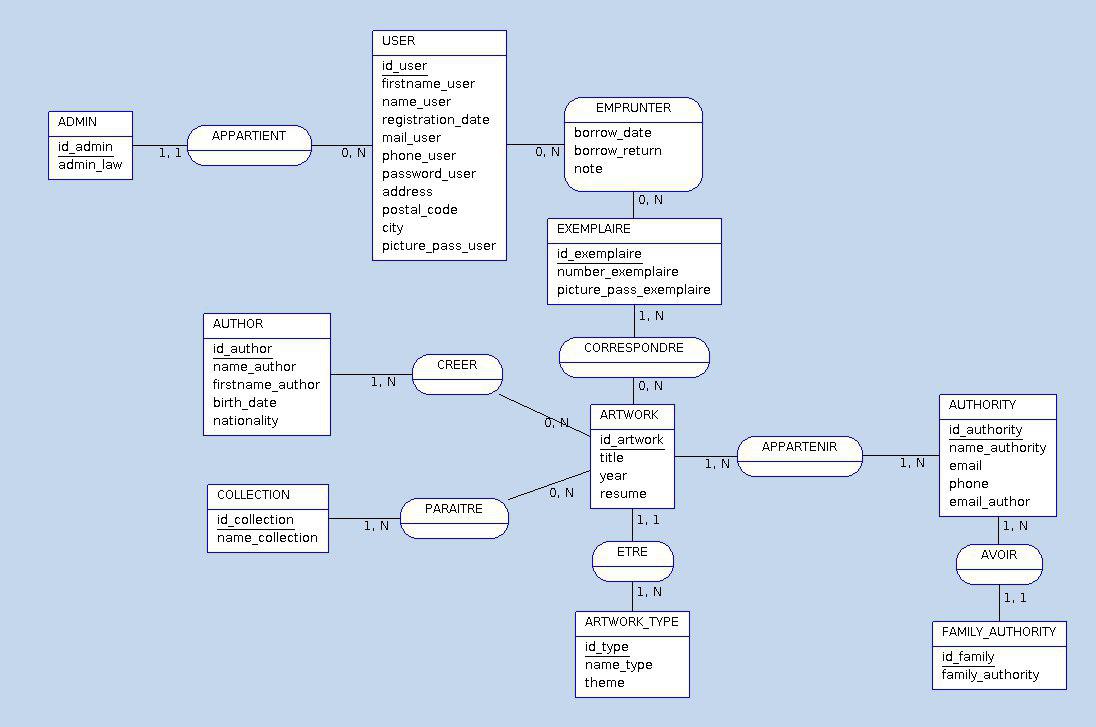 USER
id_user
firstname_user
name_user
registration_date
mail_user
phone_user
password_user
address
postal_code
city
picture_pass_user
ADMIN
id_admin
admin_law
1, 1
APPARTIENT
0, N
0, N
EMPRUNTER
borrow_date
borrow_return
note
0, N
EXEMPLAIRE
id_exemplaire
number_exemplaire
picture_pass_exemplaire
1, N
CORRESPONDRE
0, N
AUTHOR
id_author
name_author
firstname_author
birth_date
nationality
1, N
CREER
0, N
ARTWORK
id_artwork
title
year
resume
1, N
APPARTENIR
1, N
AUTHORITY
id_authority
name_authority
email
phone
email_author
COLLECTION
id_collection
name_collection
1, N
PARAITRE
0, N
1, 1
ETRE
1, N
ARTWORK_TYPE
id_type
name_type
theme
1, N
AVOIR
1, 1
FAMILY_AUTHORITY
id_family
family_authority